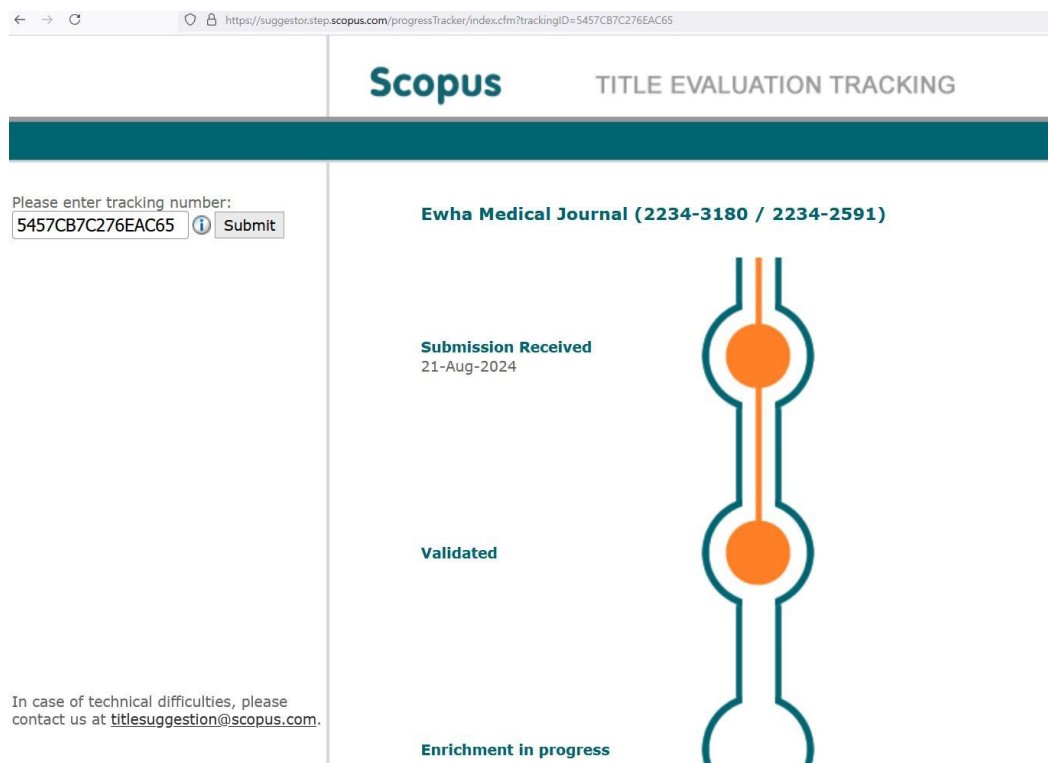 https://suggestor.step.scopus.com/progressTracker/index.cfm?trackingID=5457CB7C276EAC65
Scopus
TITLE EVALUATION TRACKING
Please enter tracking number:
5457CB7C276EAC65
i
Submit
Ewha Medical Journal (2234-3180 / 2234-2591)
Submission Received
21-Aug-2024
Validated
In case of technical difficulties, please
contact us at titlesuggestion@scopus.com.
Enrichment in progress